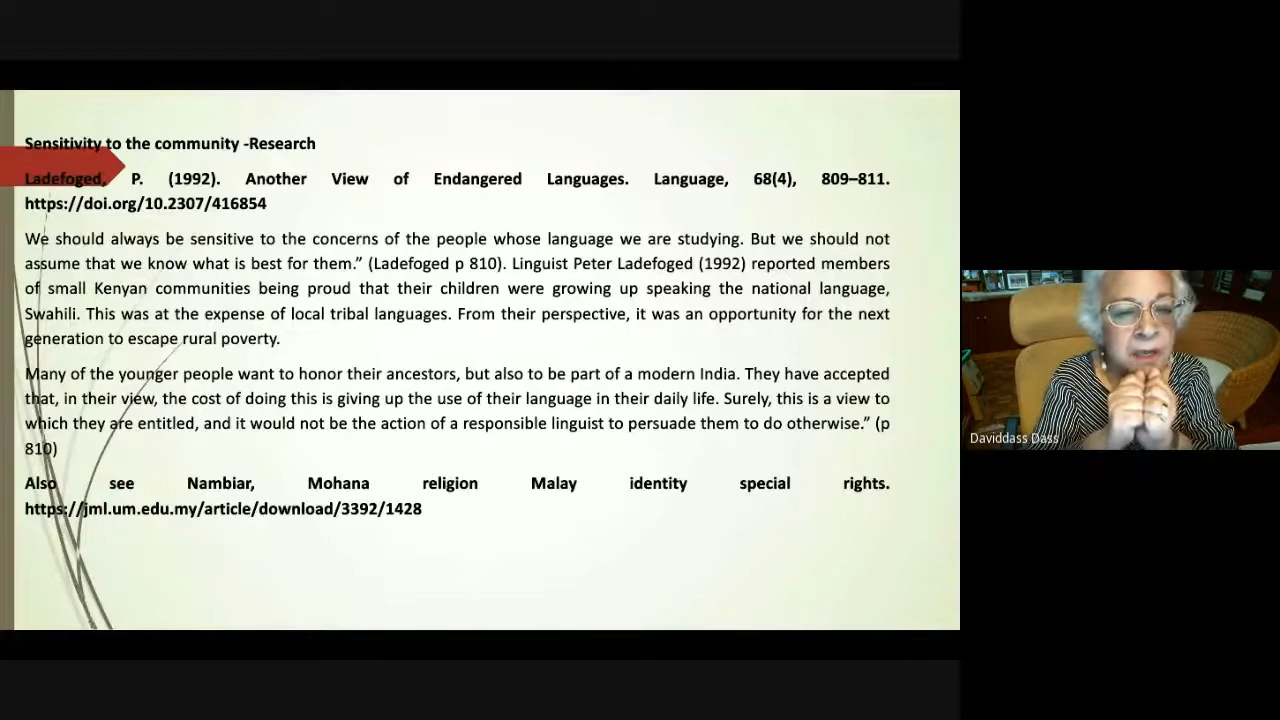 Sensitivity to the community -Research
Ladefoged, P. (1992). Another View of Endangered Languages. Language, 68(4), 809–811.
https://doi.org/10.2307/416854
We should always be sensitive to the concerns of the people whose language we are studying. But we should not
assume that we know what is best for them.” (Ladefoged p 810). Linguist Peter Ladefoged (1992) reported members
of small Kenyan communities being proud that their children were growing up speaking the national language,
Swahili. This was at the expense of local tribal languages. From their perspective, it was an opportunity for the next
generation to escape rural poverty.
Many of the younger people want to honor their ancestors, but also to be part of a modern India. They have accepted
that, in their view, the cost of doing this is giving up the use of their language in their daily life. Surely, this is a view to
which they are entitled, and it would not be the action of a responsible linguist to persuade them to do otherwise.” (p
810)
Also see Nambiar, Mohana religion Malay identity special rights.
https://jml.um.edu.my/article/download/3392/1428
Daviddass Dass